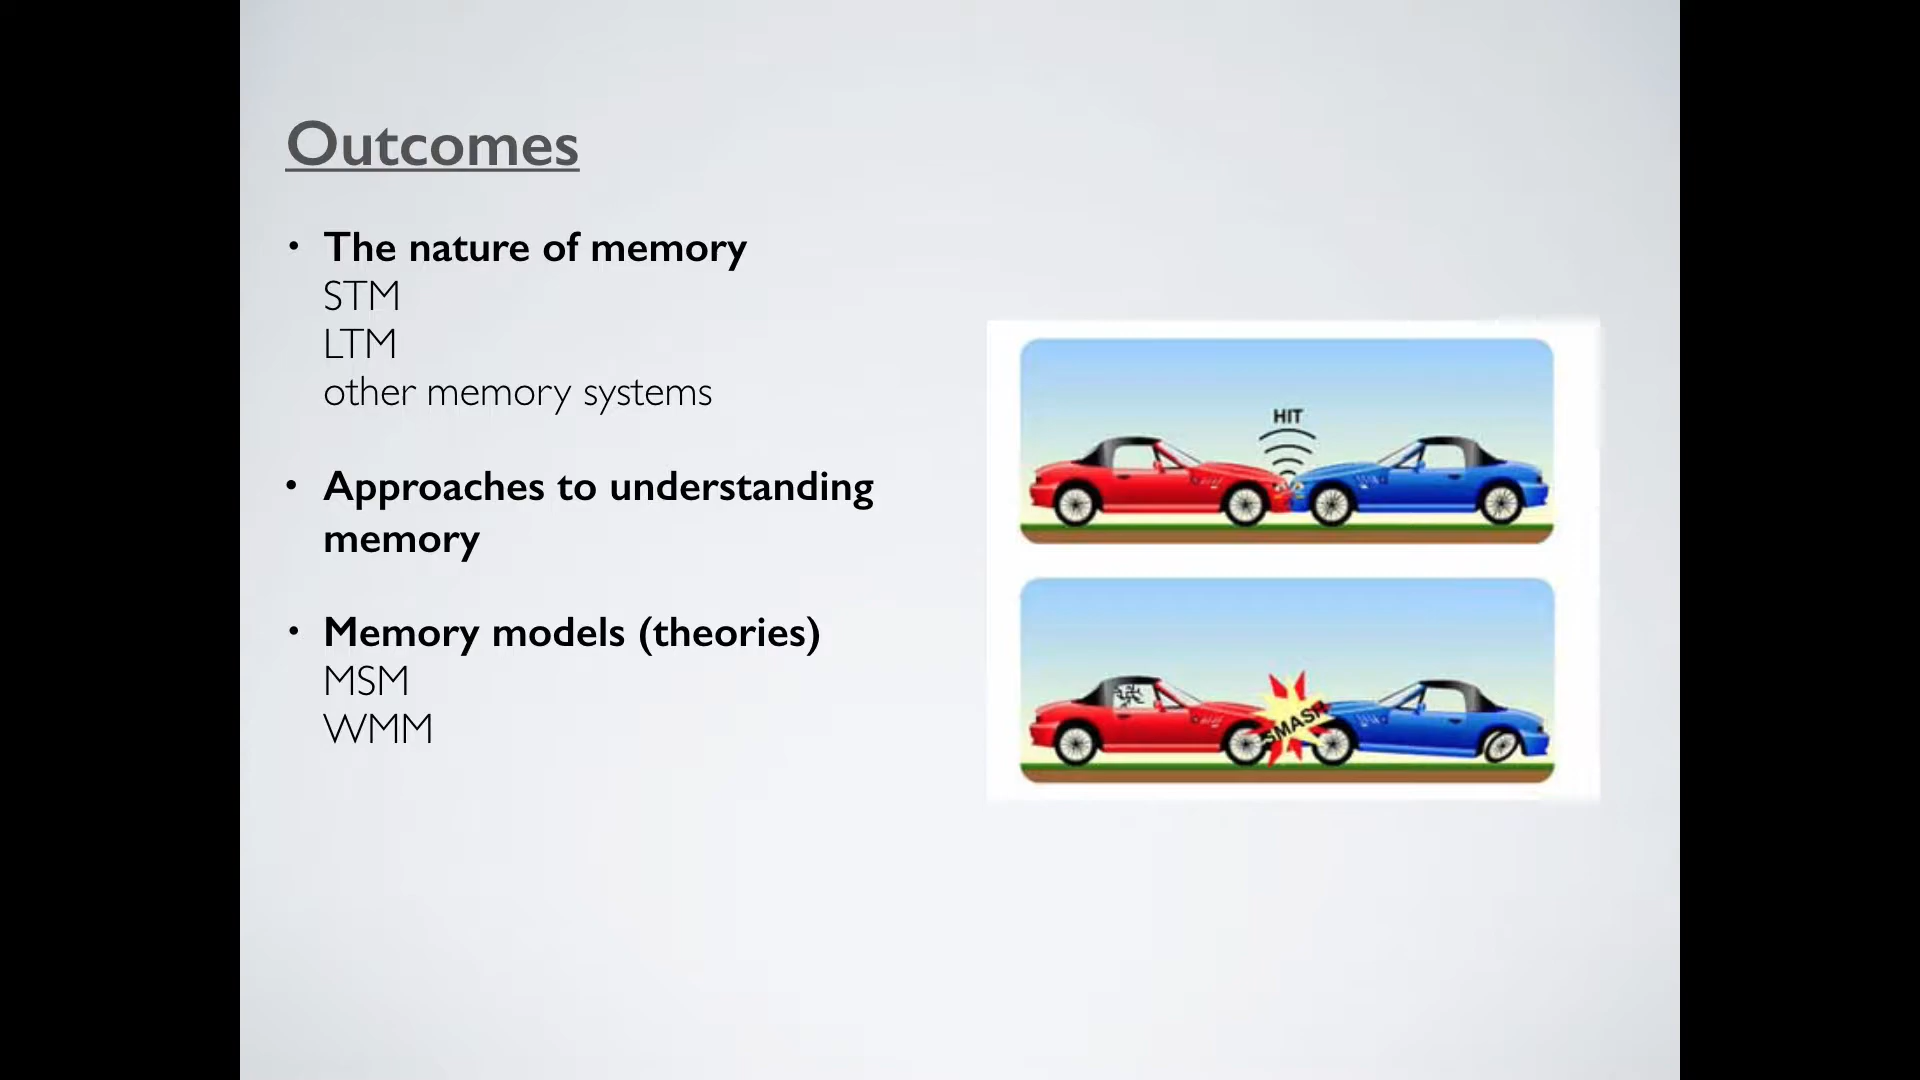 Outcomes
• The nature of memory
STM
LTM
other memory systems
• Approaches to understanding
memory
• Memory models (theories)
MSM
WMM
HIT
SMASH